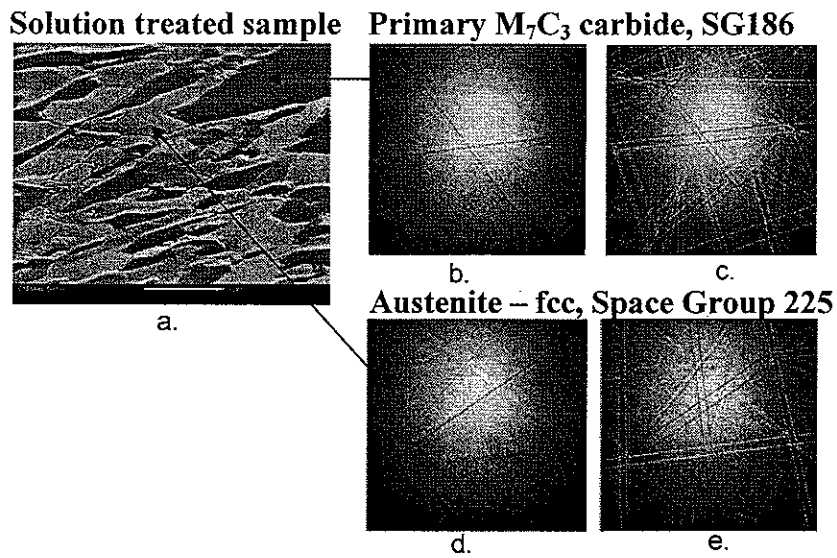 Solution treated sample
Primary M₇C₃ carbide, SG186
b.
c.
a.
Austenite – fcc, Space Group 225
d.
e.